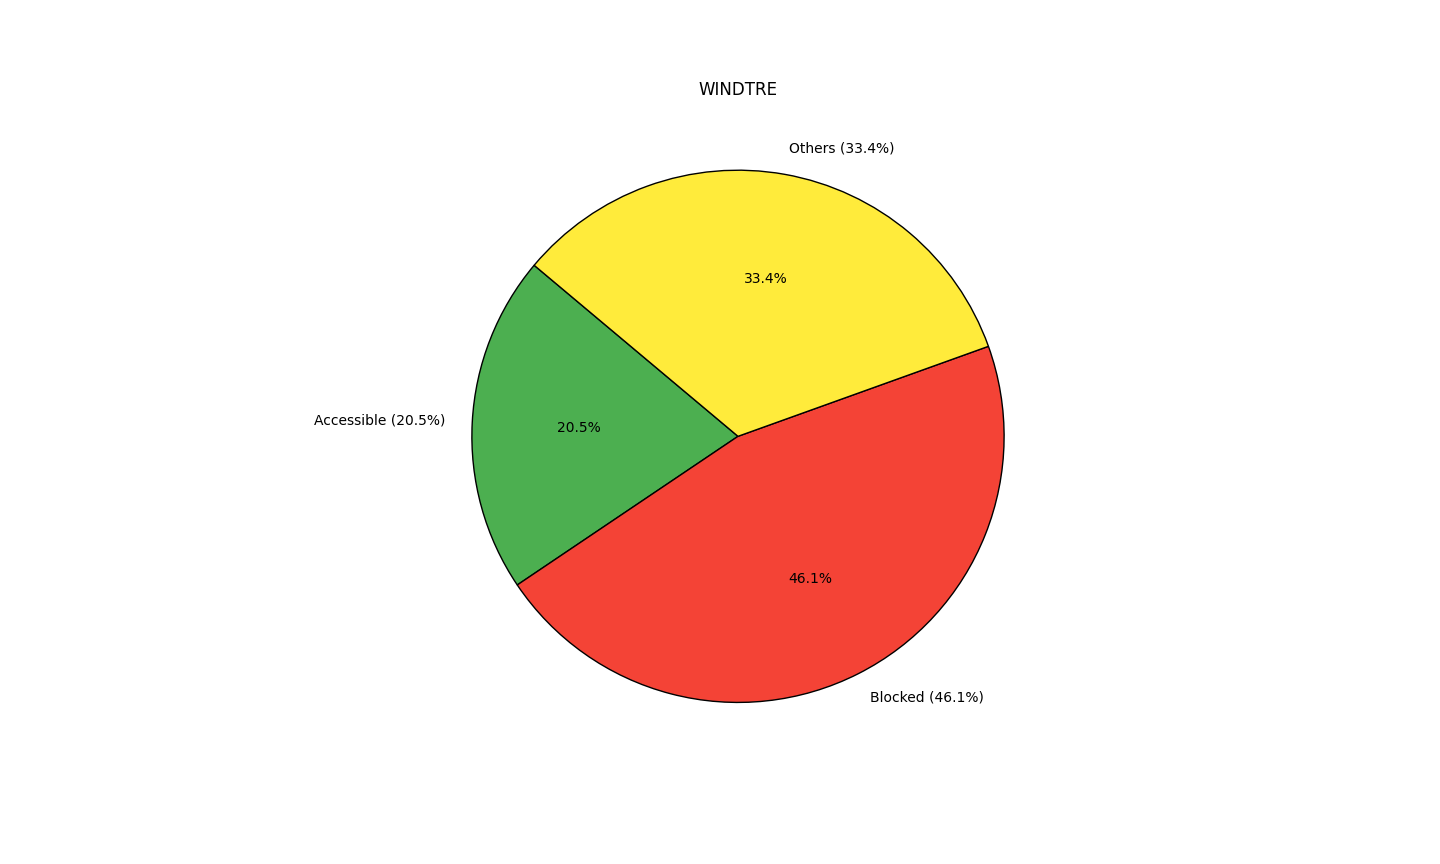 WINDTRE
Others (33.4%)
33.4%
Accessible (20.5%)
20.5%
46.1%
Blocked (46.1%)